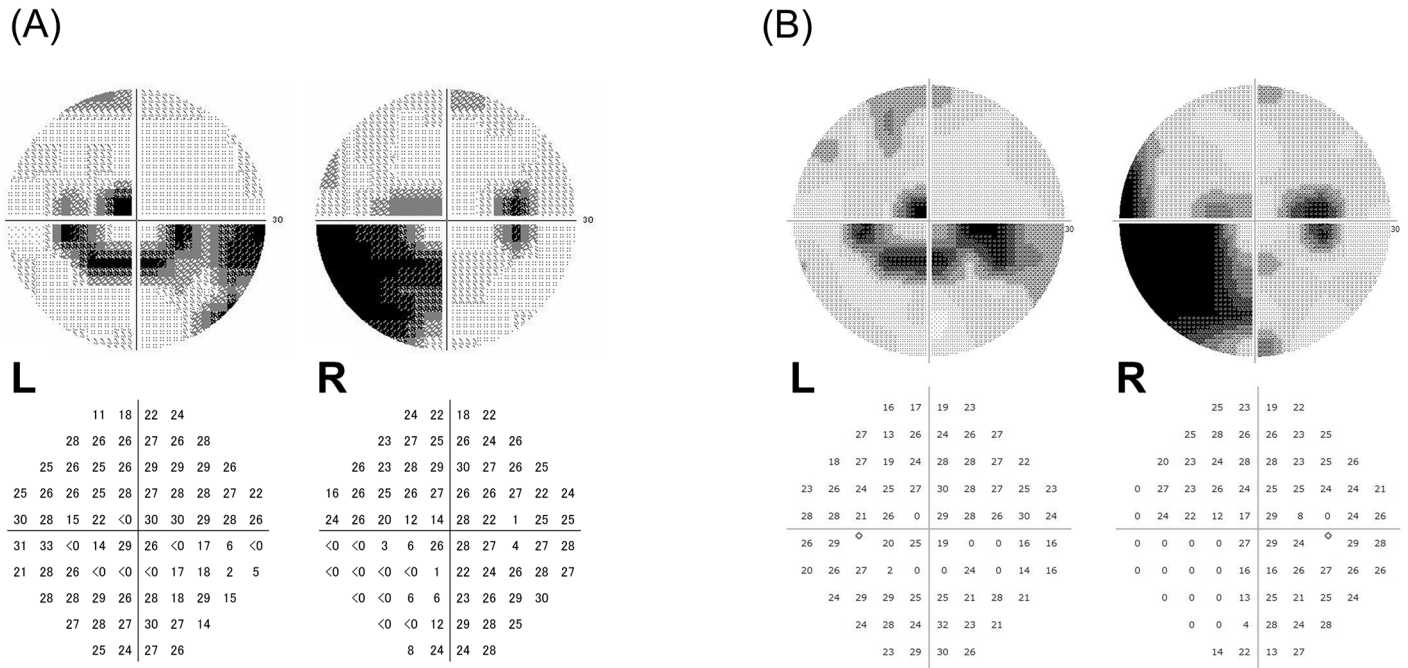 (A) (B)
30 30 30 30
L R L R
11 18 22 24 24 22 18 22 16 17 19 23 25 23 19 22
28 26 26 27 26 28 23 27 25 26 24 26 27 13 26 24 26 27 25 28 26 26 23 25
25 26 25 26 29 29 29 26 26 23 28 29 30 27 26 25 18 27 19 24 28 28 27 22 20 23 24 28 28 23 25 26
25 26 26 25 28 27 28 28 27 22 16 26 25 26 27 26 26 27 22 24 23 26 24 25 27 30 28 27 25 23 0 27 23 26 24 25 25 24 24 21
30 28 15 22 <0 30 30 29 28 26 24 26 20 12 14 28 22 1 25 25 28 28 21 26 0 29 28 26 30 24 0 24 22 12 17 29 8 0 24 26
31 33 <0 14 29 26 <0 17 6 <0 <0 <0 3 6 26 28 27 4 27 28 26 29 20 25 19 0 0 16 16 0 0 0 0 27 29 24 29 28
21 28 26 <0 <0 <0 17 18 2 5 <0 <0 <0 <0 1 22 24 26 28 27 20 26 27 2 0 0 24 0 14 16 0 0 0 0 16 16 26 27 26 26
28 28 29 26 28 18 29 15 <0 <0 6 6 23 26 29 30 24 29 29 25 25 21 28 21 0 0 0 13 25 21 25 24
27 28 27 30 27 14 <0 <0 12 29 28 25 24 28 24 32 23 21 0 0 4 28 24 28
25 24 27 26 8 24 24 28 23 29 30 26 14 22 13 27